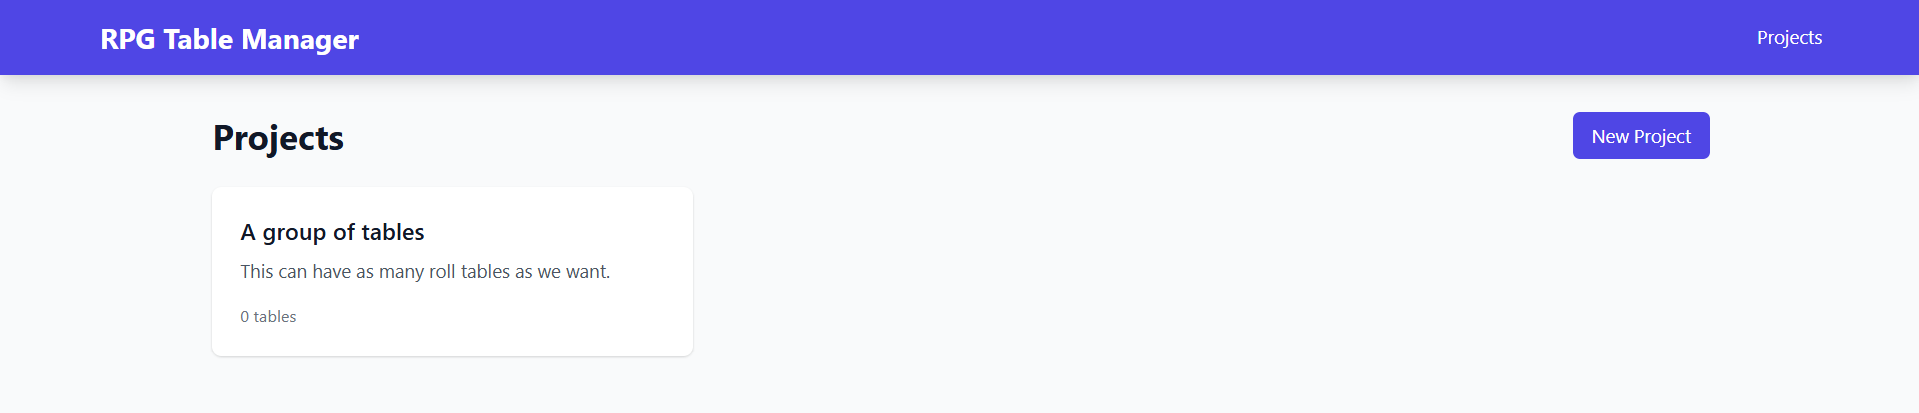 RPG Table Manager
Projects
Projects
New Project
A group of tables
This can have as many roll tables as we want.
0 tables